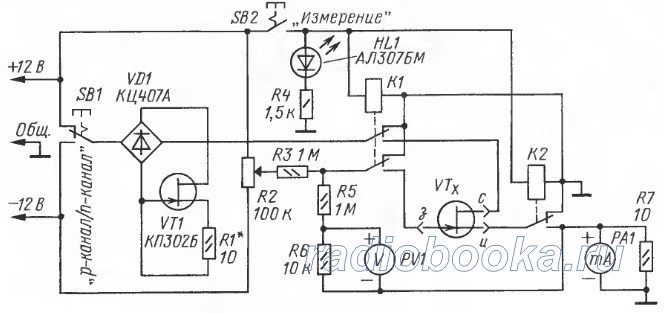 SB2 „Измерение"
+12 В
SB1
VD1
КЦ407А
HL1
АЛ307БМ
R4
1,5 к
K1
Общ.
R3 1 М
K2
−12 В
VT1
КП302Б
R1*
10
R2
100 к
R5
1М
VTх
с
з
и
R7
10
„p-канал/n-канал"
R6
10 к
+
V
−
PV1
+
mA
−
PA1
radiobooka.ru